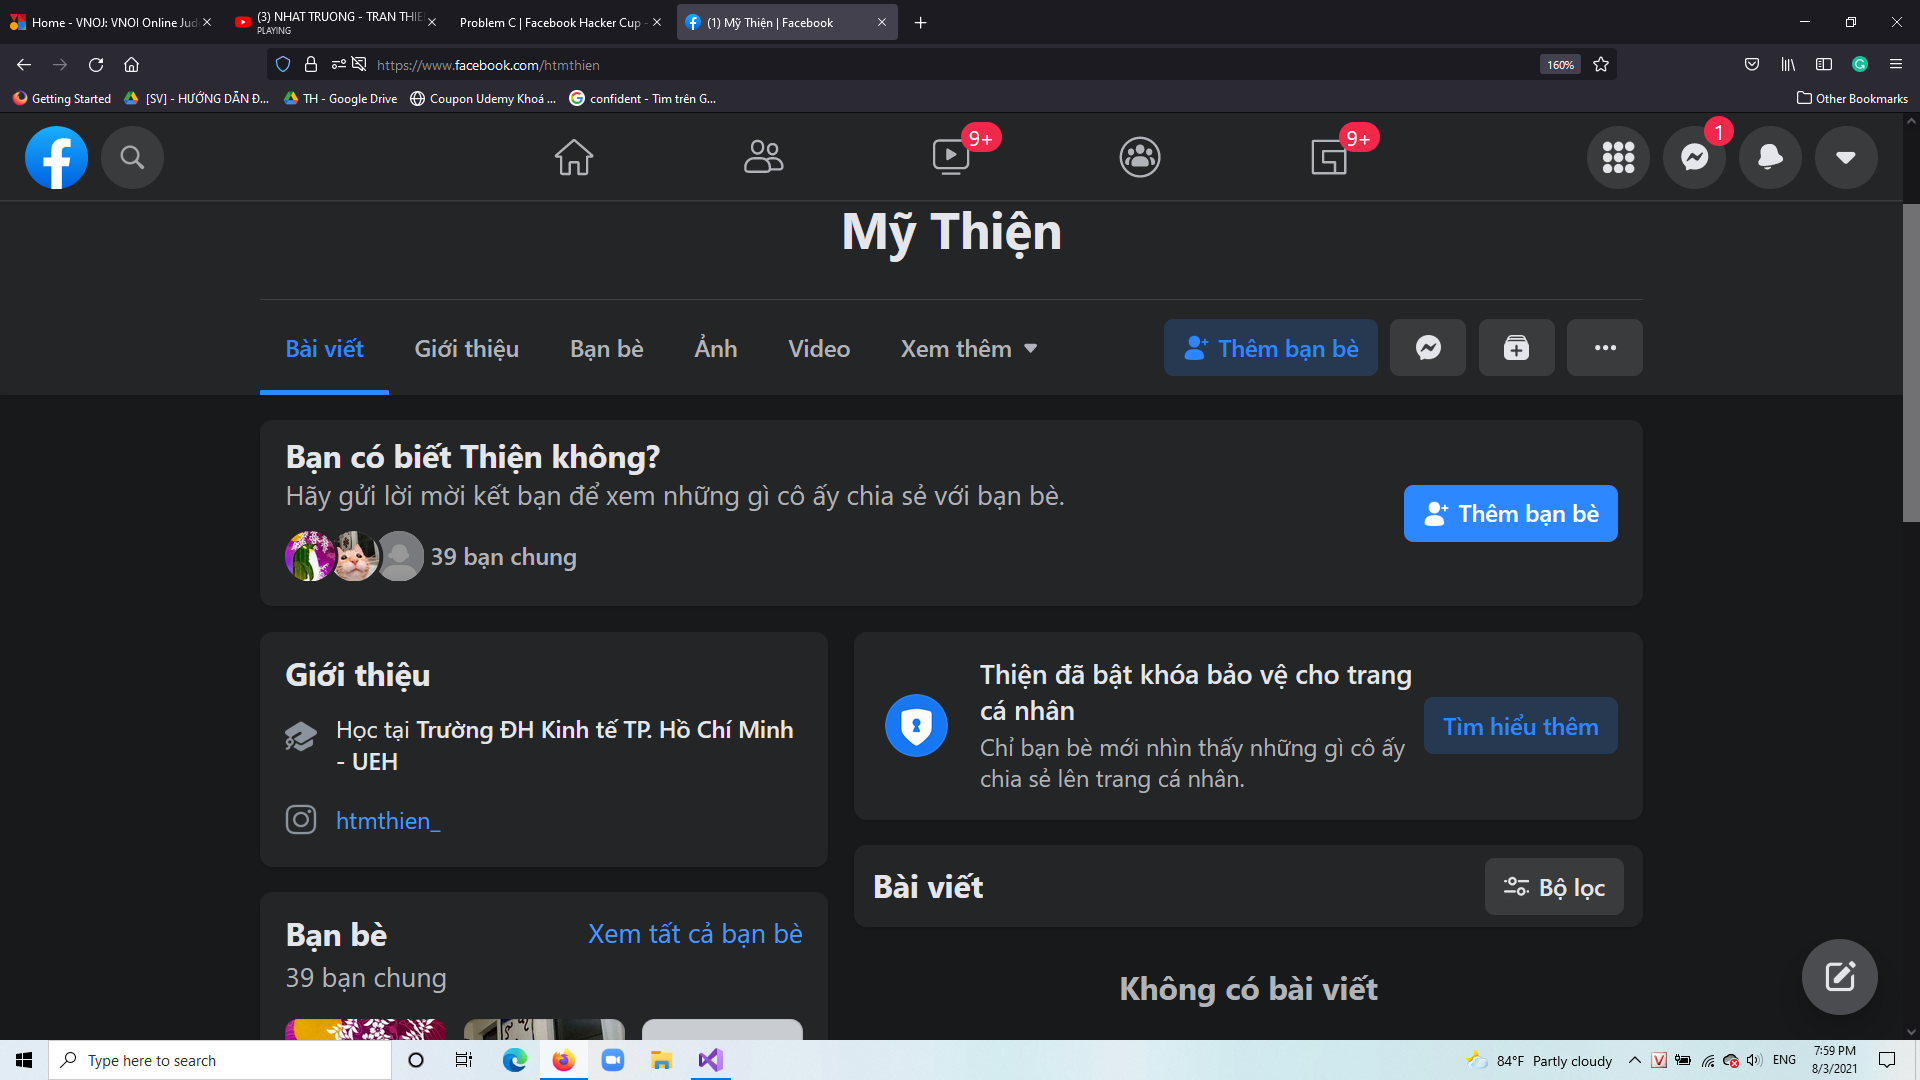 Home - VNOJ: VNOI Online Jud
(3) NHAT TRUONG - TRAN THIE
PLAYING
Problem C | Facebook Hacker Cup -
(1) Mỹ Thiện | Facebook
https://www.facebook.com/htmthien
160%
Getting Started
[SV] - HƯỚNG DẪN Đ...
TH - Google Drive
Coupon Udemy Khoá ...
confident - Tìm trên G...
Other Bookmarks
9+
9+
1
Mỹ Thiện
Bài viết
Giới thiệu
Bạn bè
Ảnh
Video
Xem thêm
Thêm bạn bè
Bạn có biết Thiện không?
Hãy gửi lời mời kết bạn để xem những gì cô ấy chia sẻ với bạn bè.
39 bạn chung
Thêm bạn bè
Giới thiệu
Học tại Trường ĐH Kinh tế TP. Hồ Chí Minh
- UEH
htmthien_
Thiện đã bật khóa bảo vệ cho trang
cá nhân
Chỉ bạn bè mới nhìn thấy những gì cô ấy
chia sẻ lên trang cá nhân.
Tìm hiểu thêm
Bạn bè
Xem tất cả bạn bè
39 bạn chung
Bài viết
Bộ lọc
Không có bài viết
Type here to search
84°F Partly cloudy
ENG
7:59 PM
8/3/2021